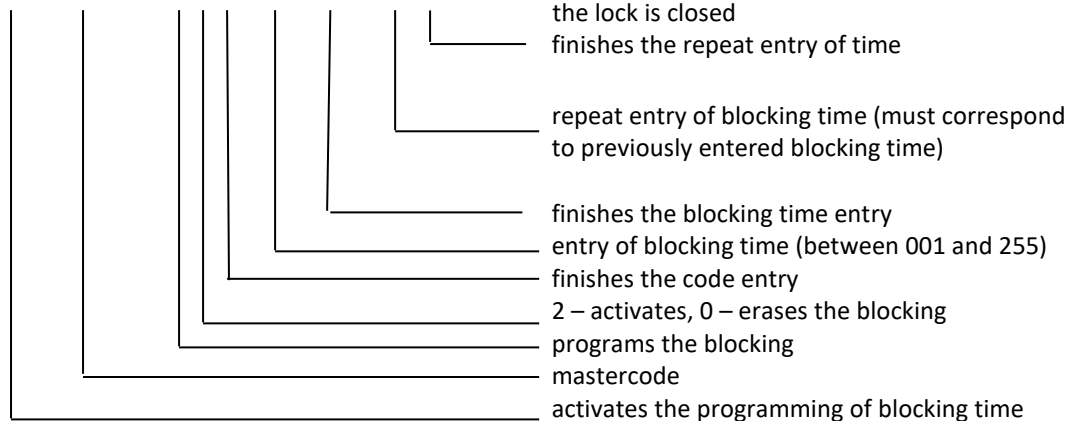 the lock is closed
finishes the repeat entry of time
repeat entry of blocking time (must correspond
to previously entered blocking time)
finishes the blocking time entry
entry of blocking time (between 001 and 255)
finishes the code entry
2 – activates, 0 – erases the blocking
programs the blocking
mastercode
activates the programming of blocking time